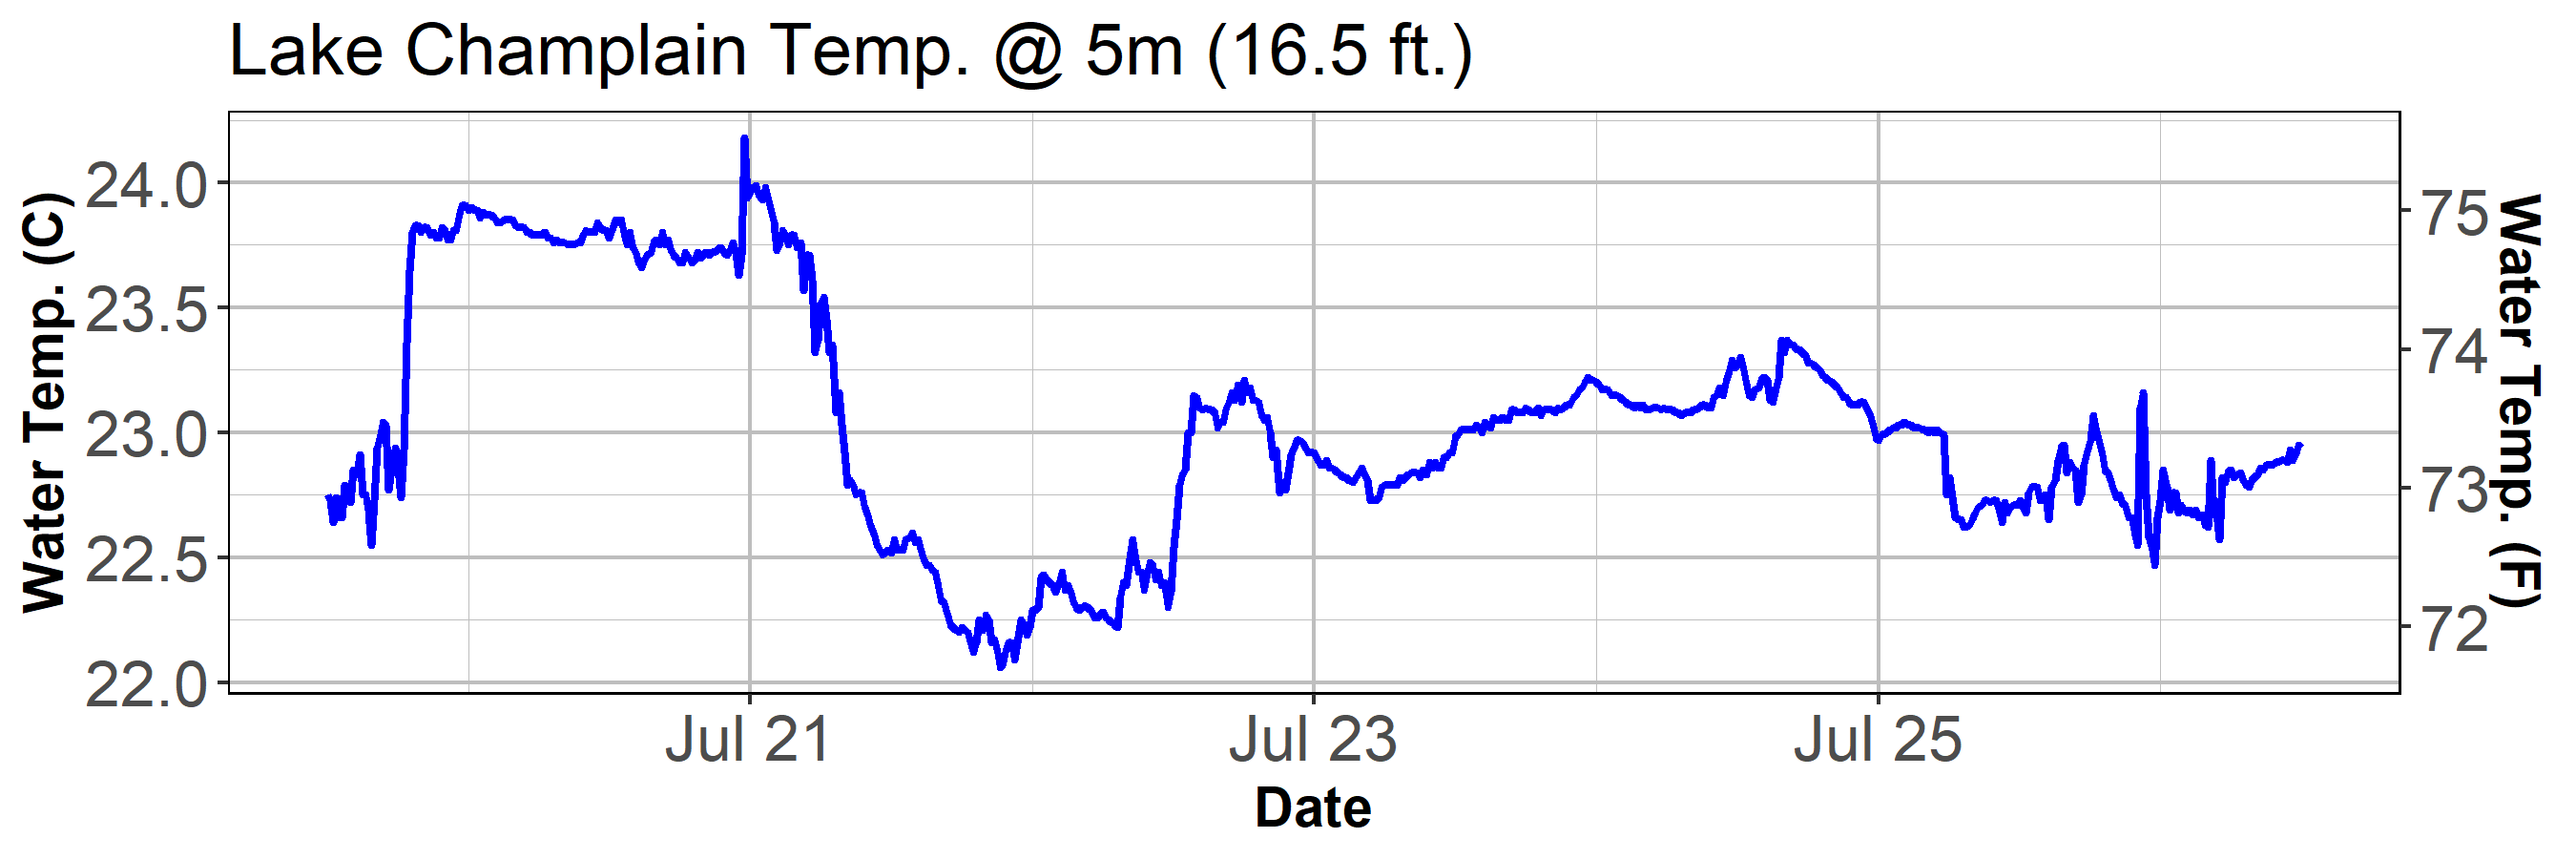 Lake Champlain Temp. @ 5m (16.5 ft.)
Water Temp. (C)
24.0
23.5
23.0
22.5
22.0
75
74
73
72
Water Temp. (F)
Jul 21
Jul 23
Jul 25
Date